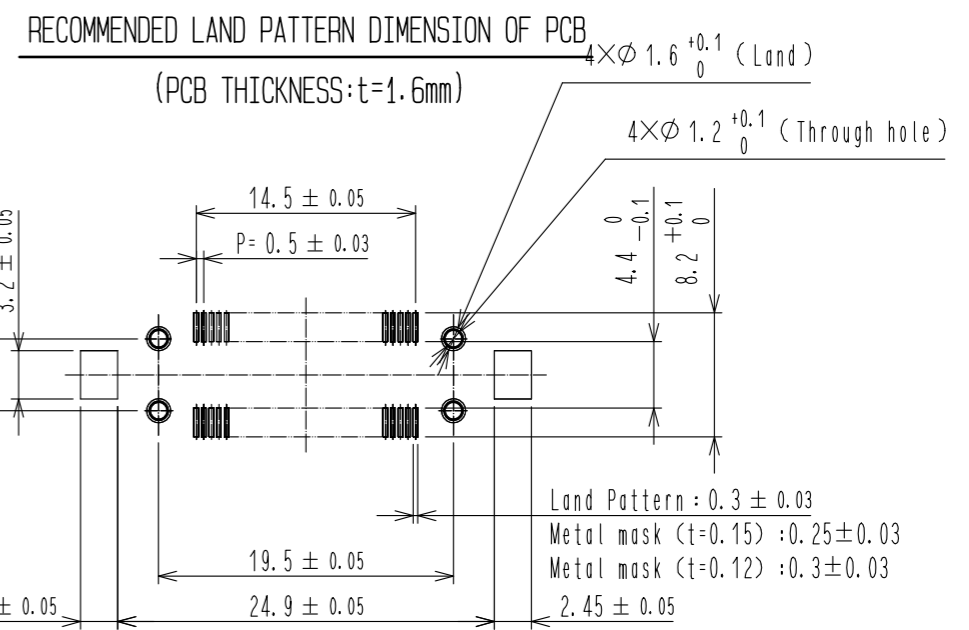 RECOMMENDED LAND PATTERN DIMENSION OF PCB
(PCB THICKNESS:t=1.6mm)
4×∅ 1.6 +0.1 0 (Land)
4×∅ 1.2 +0.1 0 (Through hole)
14.5 ± 0.05
P= 0.5 ± 0.03
3.2 ± 0.05
4.4 0 -0.1
8.2 +0.1 0
Land Pattern : 0.3 ± 0.03
Metal mask (t=0.15) :0.25±0.03
Metal mask (t=0.12) :0.3±0.03
19.5 ± 0.05
± 0.05
24.9 ± 0.05
2.45 ± 0.05